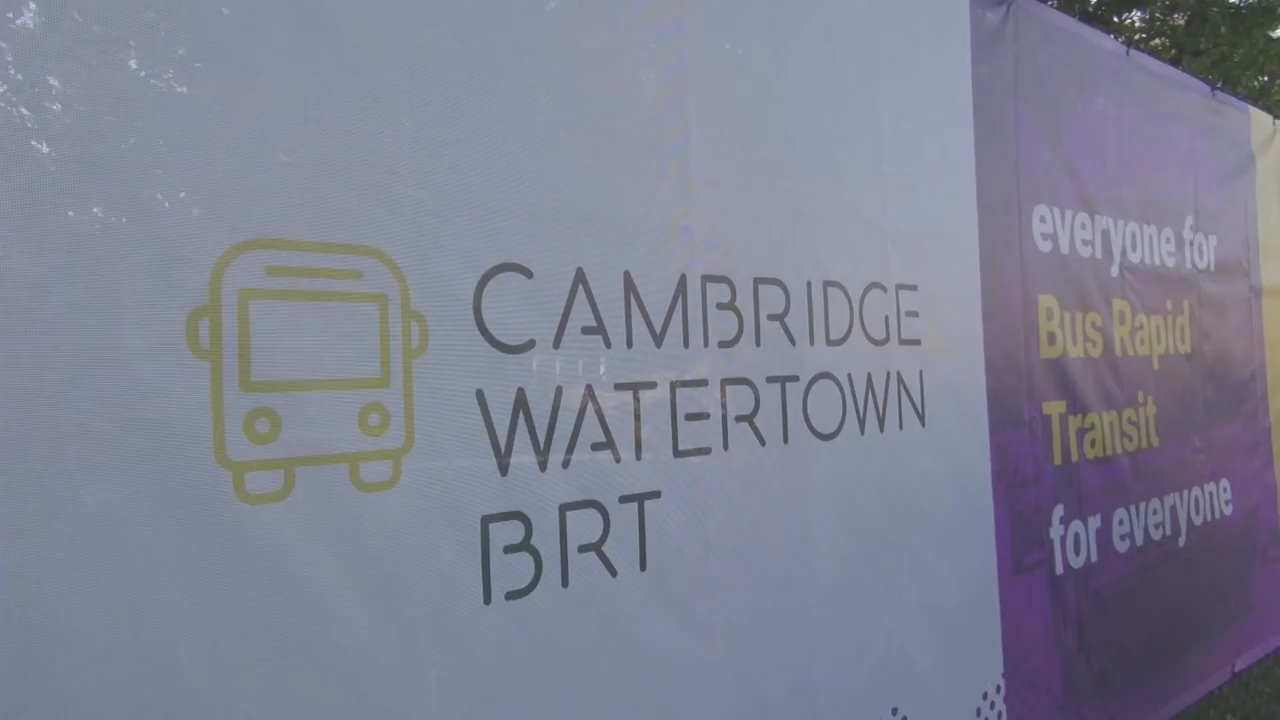 CAMBRIDGE
WATERTOWN
BRT
everyone for
Bus Rapid
Transit
for everyone